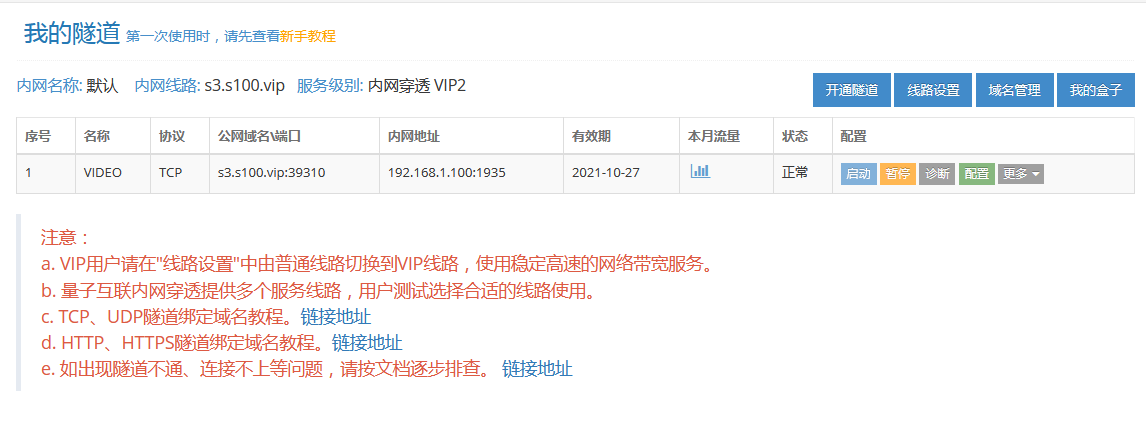 我的隧道 第一次使用时，请先查看新手教程
内网名称: 默认 内网线路: s3.s100.vip 服务级别: 内网穿透 VIP2
开通隧道 线路设置 域名管理 我的盒子
序号 名称 协议 公网域名\端口 内网地址 有效期 本月流量 状态 配置
1 VIDEO TCP s3.s100.vip:39310 192.168.1.100:1935 2021-10-27 正常 启动 暂停 诊断 配置 更多
注意：
a. VIP用户请在"线路设置"中由普通线路切换到VIP线路，使用稳定高速的网络带宽服务。
b. 量子互联内网穿透提供多个服务线路，用户测试选择合适的线路使用。
c. TCP、UDP隧道绑定域名教程。链接地址
d. HTTP、HTTPS隧道绑定域名教程。链接地址
e. 如出现隧道不通、连接不上等问题，请按文档逐步排查。 链接地址